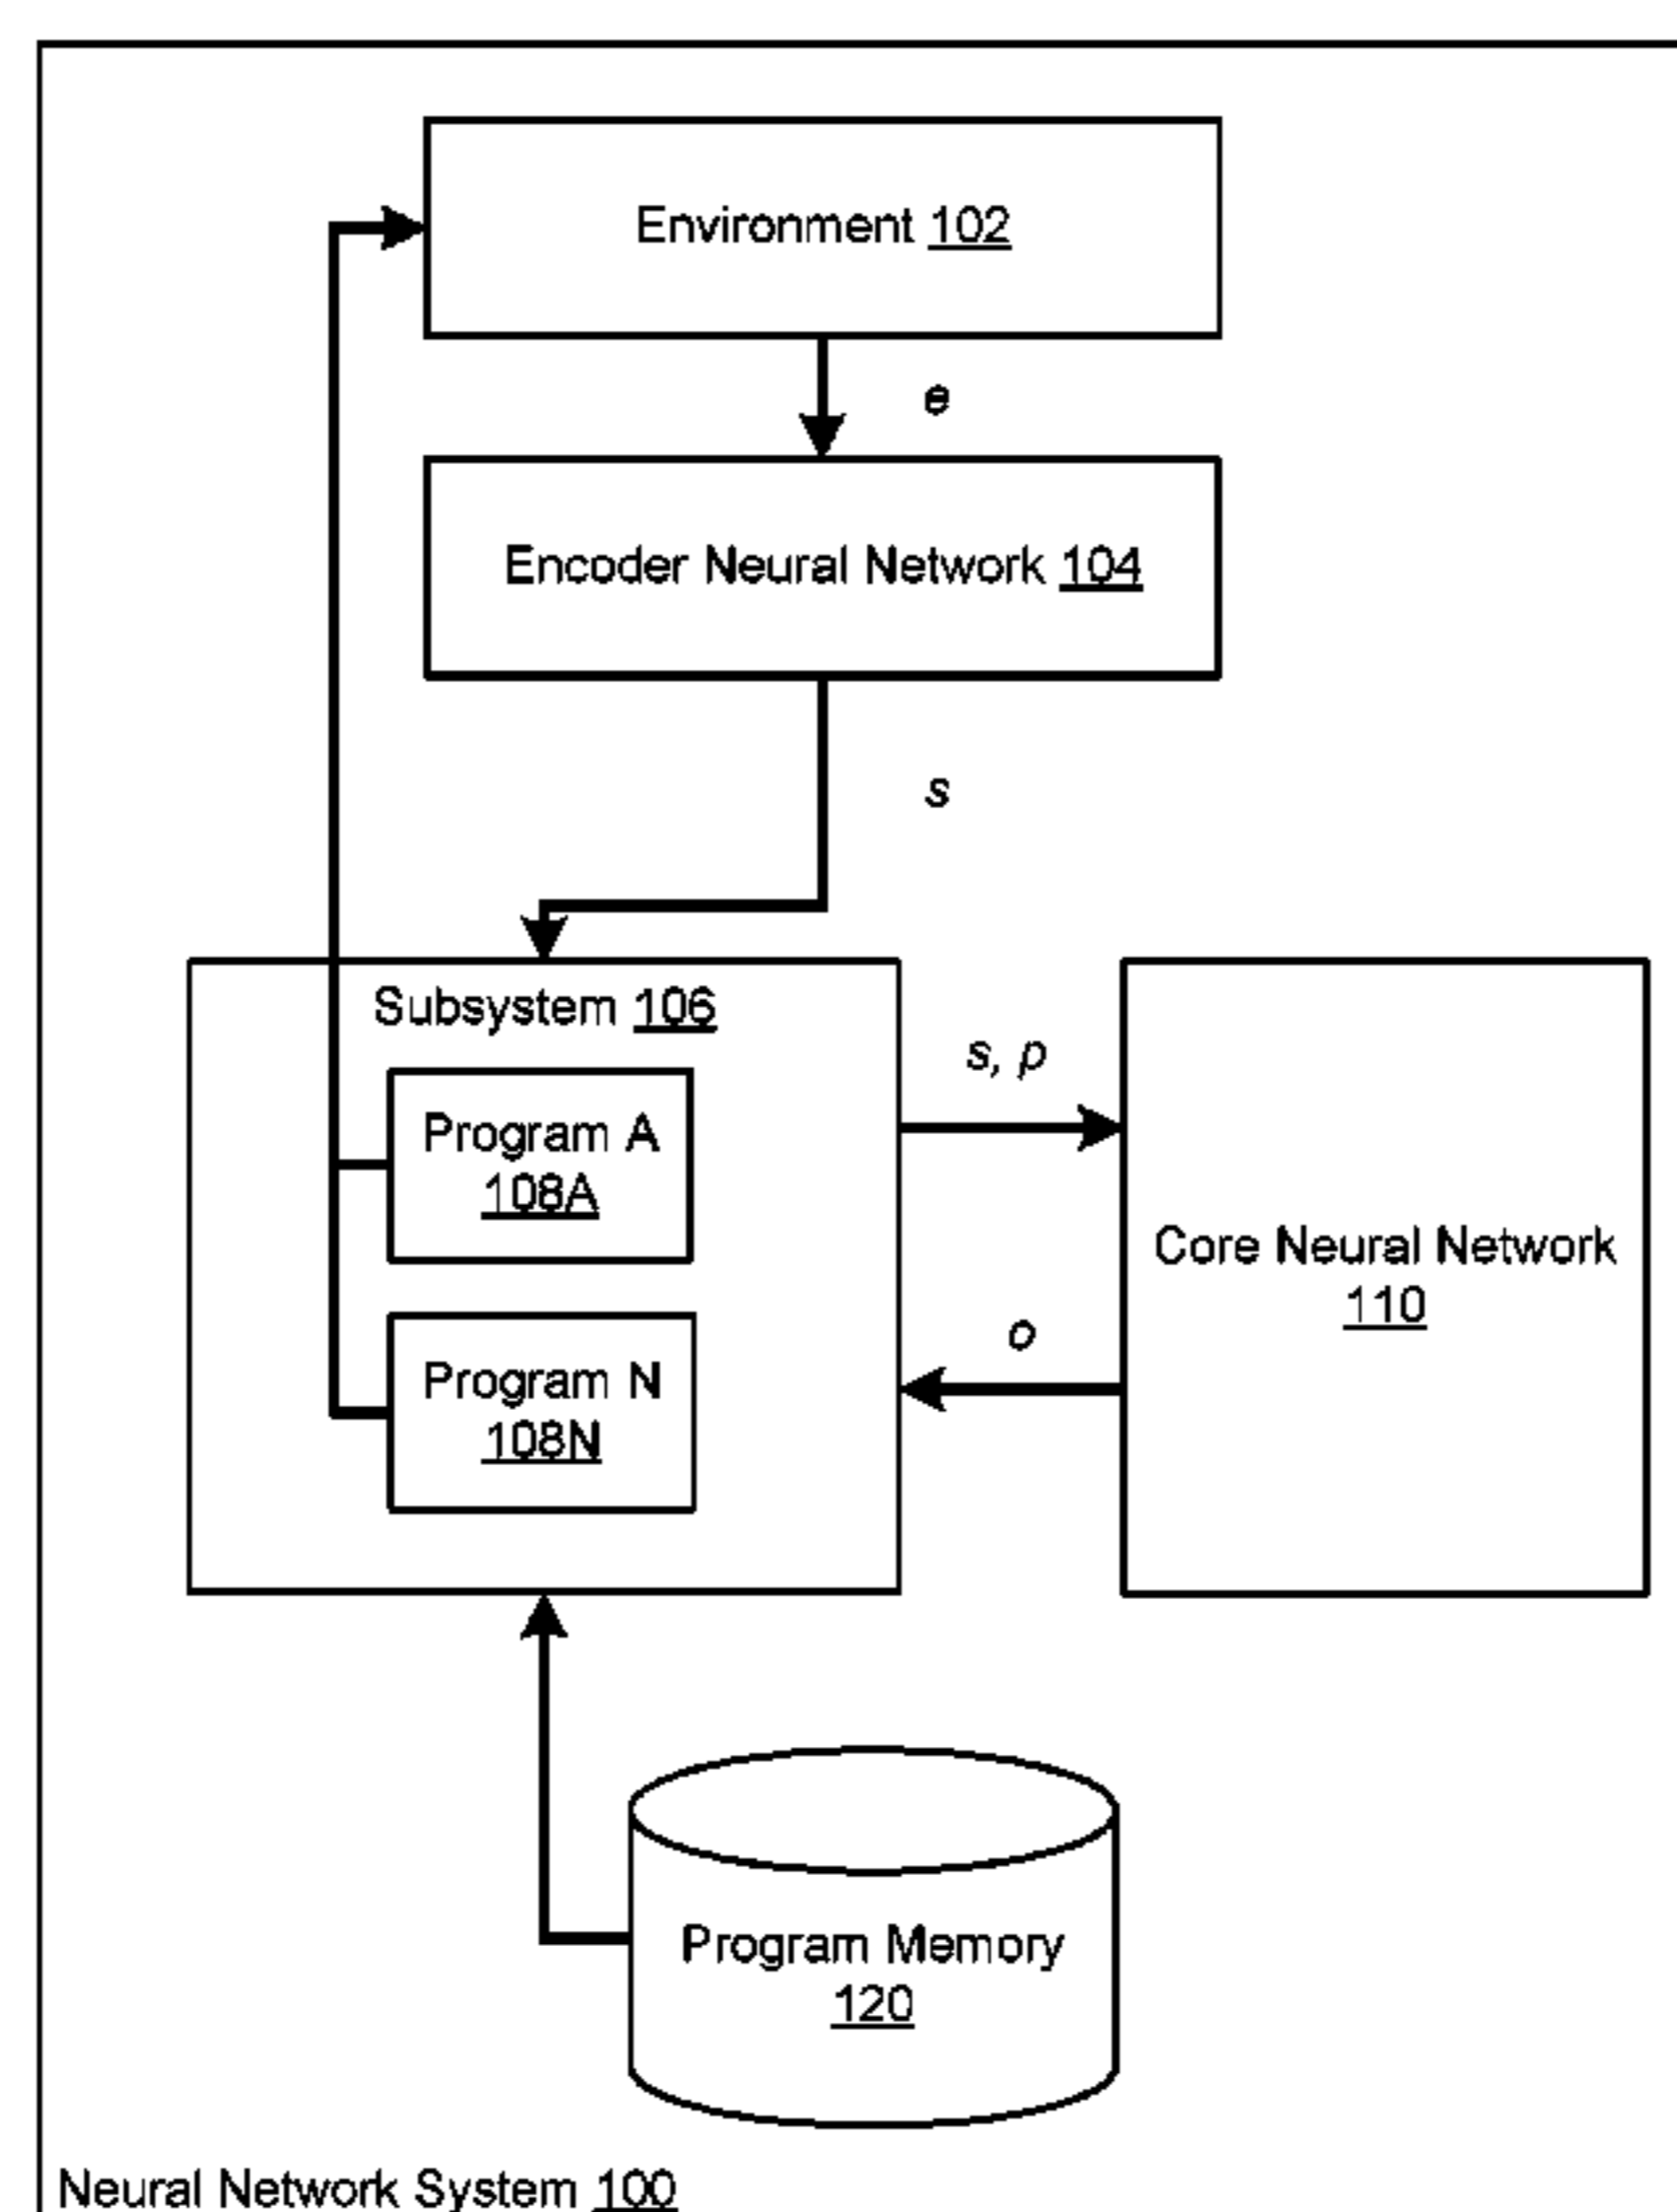 Environment 102
e
Encoder Neural Network 104
s
Subsystem 106
Program A
108A
Program N
108N
s, p
o
Core Neural Network
110
Program Memory
120
Neural Network System 100